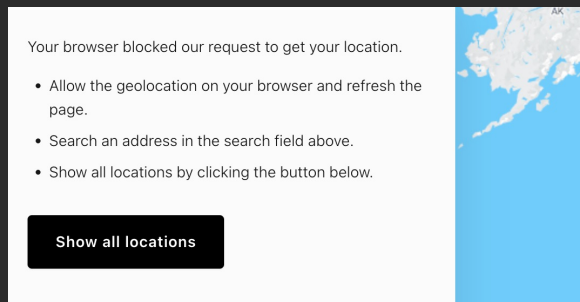 Your browser blocked our request to get your location.
• Allow the geolocation on your browser and refresh the
page.
• Search an address in the search field above.
• Show all locations by clicking the button below.
Show all locations
AK